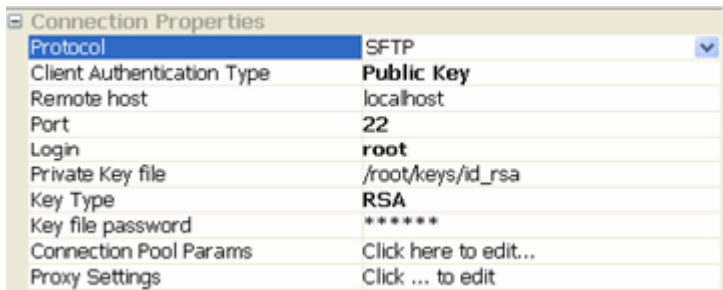 Connection Properties
Protocol SFTP
Client Authentication Type Public Key
Remote host localhost
Port 22
Login root
Private Key file /root/keys/id_rsa
Key Type RSA
Key file password ******
Connection Pool Params Click here to edit...
Proxy Settings Click ... to edit